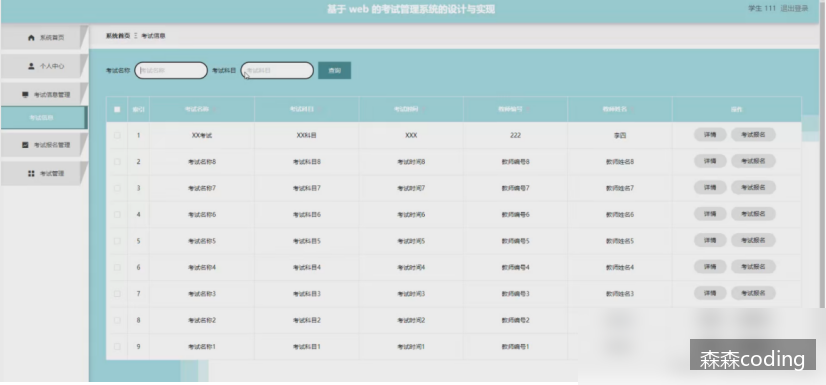 基于 web 的考试管理系统的设计与实现
学生 111 退出登录
系统首页
个人中心
考试信息管理
考试信息
考试报名管理
考试管理
系统首页 考试信息
考试名称 考试名称 考试科目 考试科目 查询
索引 考试名称 考试科目 考试时间 教师编号 教师姓名 操作
1 XX考试 XX科目 XXX 222 李四 详情 考试报名
2 考试名称8 考试科目8 考试时间8 教师编号8 教师姓名8 详情 考试报名
3 考试名称7 考试科目7 考试时间7 教师编号7 教师姓名7 详情 考试报名
4 考试名称6 考试科目6 考试时间6 教师编号6 教师姓名6 详情 考试报名
5 考试名称5 考试科目5 考试时间5 教师编号5 教师姓名5 详情 考试报名
6 考试名称4 考试科目4 考试时间4 教师编号4 教师姓名4 详情 考试报名
7 考试名称3 考试科目3 考试时间3 教师编号3 教师姓名3 详情 考试报名
8 考试名称2 考试科目2 考试时间2 教师编号2
9 考试名称1 考试科目1 考试时间1 教师编号1
森森coding